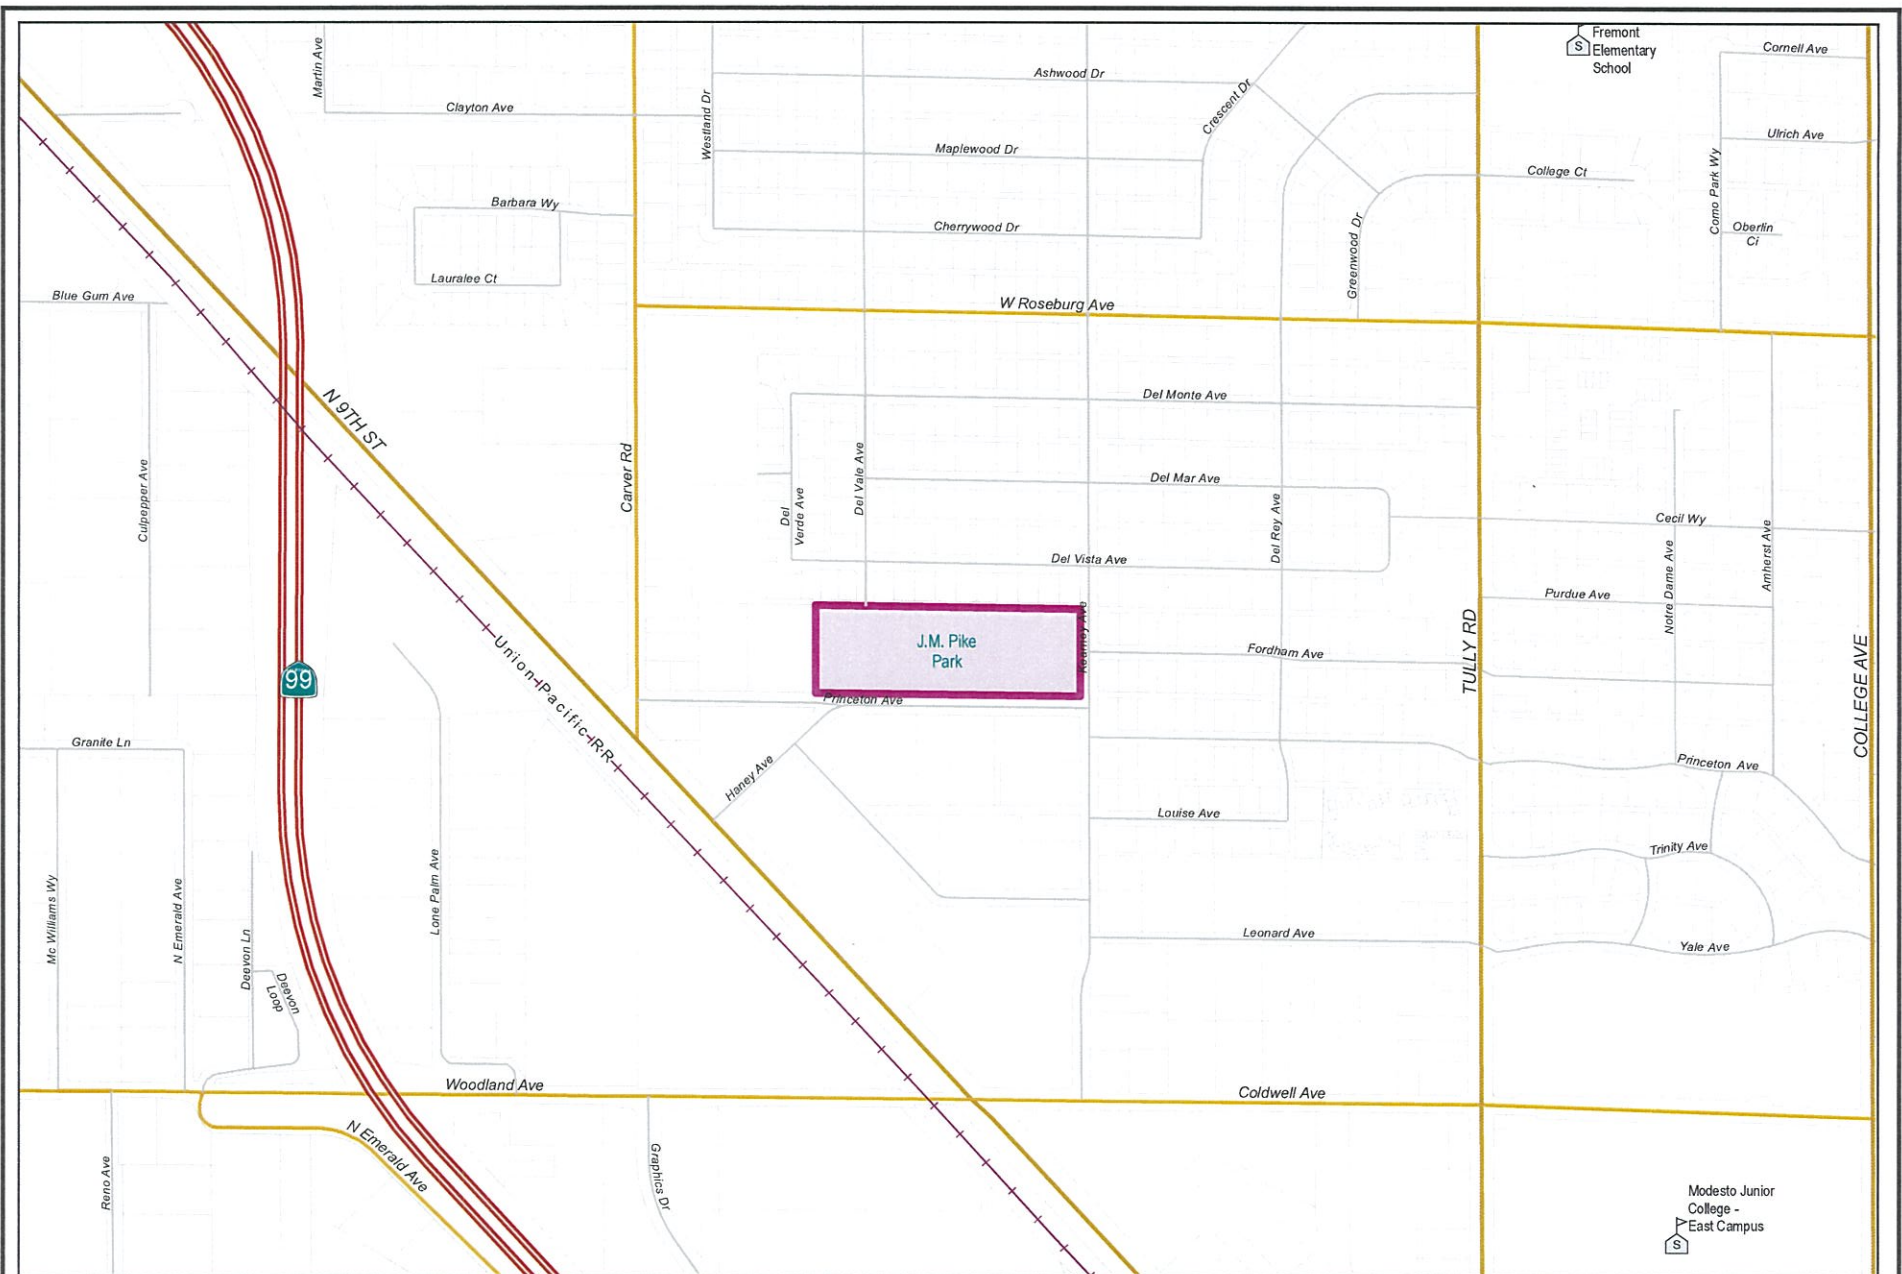 Fremont
Elementary
School
S
Cornell Ave
Martin Ave
Ashwood Dr
Crescent Dr
Clayton Ave
Westland Dr
Ulrich Ave
Maplewood Dr
College Ct
Como Park Wy
Barbara Wy
Cherrywood Dr
Greenwood Dr
Oberlin
Ci
Lauralee Ct
Blue Gum Ave
W Roseburg Ave
N 9TH ST
Del Monte Ave
Carver Rd
Culpepper Ave
Del Vale Ave
Del Mar Ave
Del
Verde Ave
Del Rey Ave
Cecil Wy
Amherst Ave
Notre Dame Ave
Del Vista Ave
Purdue Ave
J.M. Pike
Park
Kearney Ave
Fordham Ave
TULLY RD
COLLEGE AVE
99
Union Pacific RR
Princeton Ave
Granite Ln
Haney Ave
Princeton Ave
Louise Ave
Trinity Ave
Mc Williams Wy
N Emerald Ave
Lone Palm Ave
Deevon Ln
Deevon
Loop
Leonard Ave
Yale Ave
Woodland Ave
Coldwell Ave
N Emerald Ave
Reno Ave
Graphics Dr
Modesto Junior
College -
East Campus
S